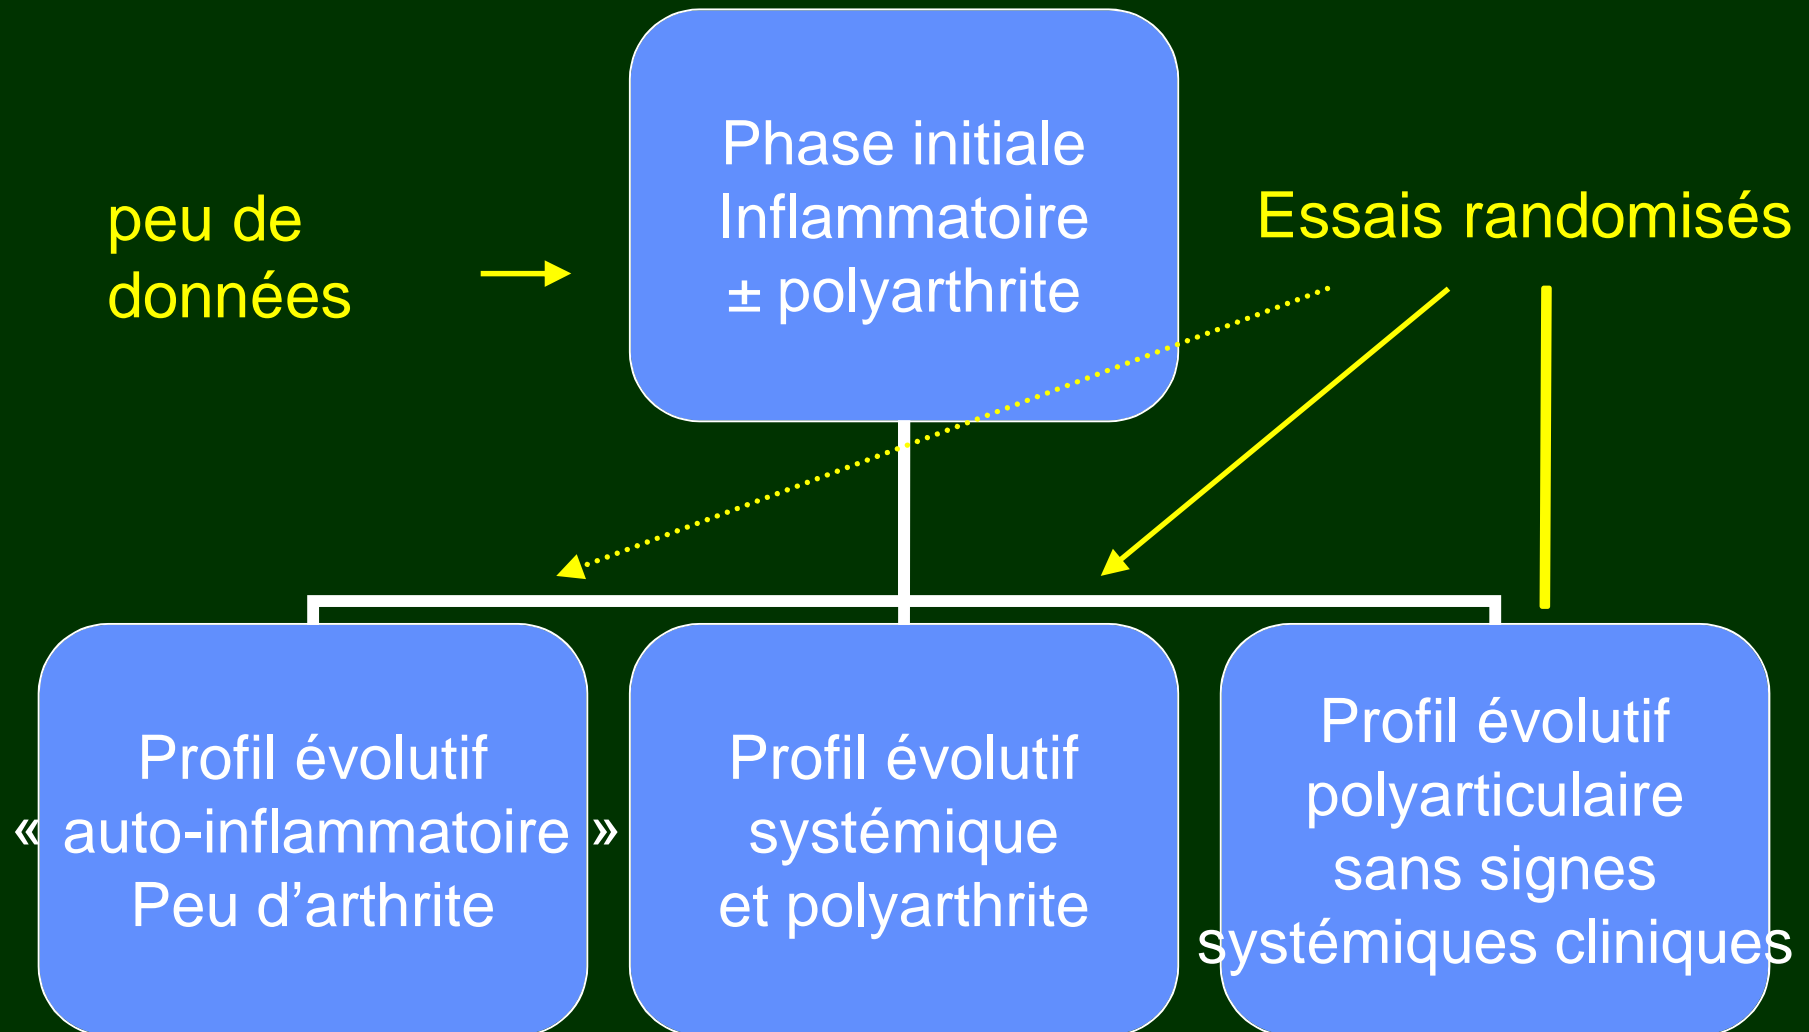 Phase initiale
Inflammatoire
± polyarthrite
peu de
données
Essais randomisés
Profil évolutif
« auto-inflammatoire »
Peu d’arthrite
Profil évolutif
systémique
et polyarthrite
Profil évolutif
polyarticulaire
sans signes
systémiques cliniques